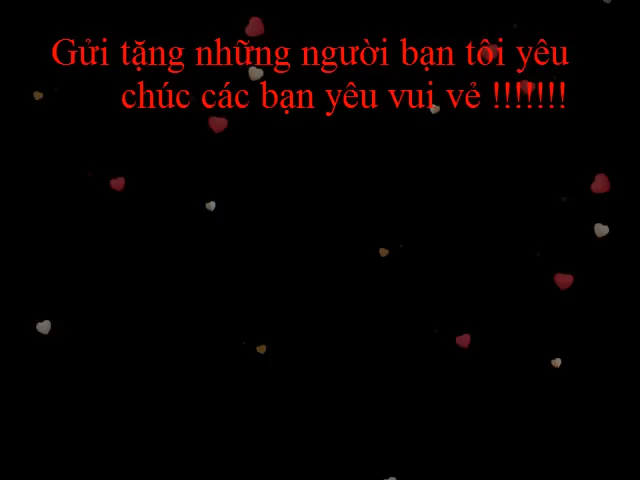 Gửi tặng những người bạn tôi yêu
chúc các bạn yêu vui vẻ !!!!!!!